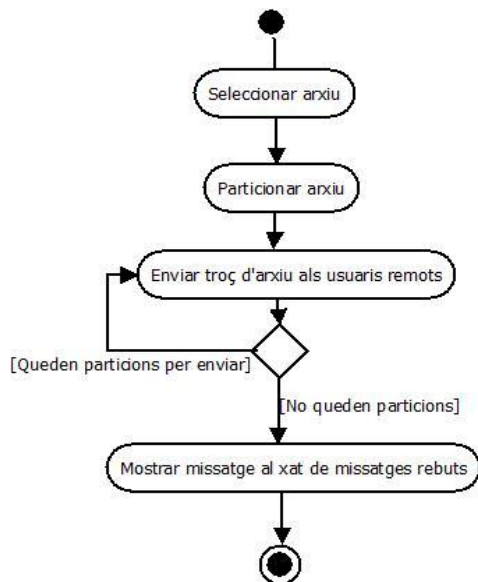 Seleccionar arxiu
Particionar arxiu
Enviar troç d'arxiu als usuaris remots
[Queden particions per enviar]
[No queden particions]
Mostrar missatge al xat de missatges rebuts